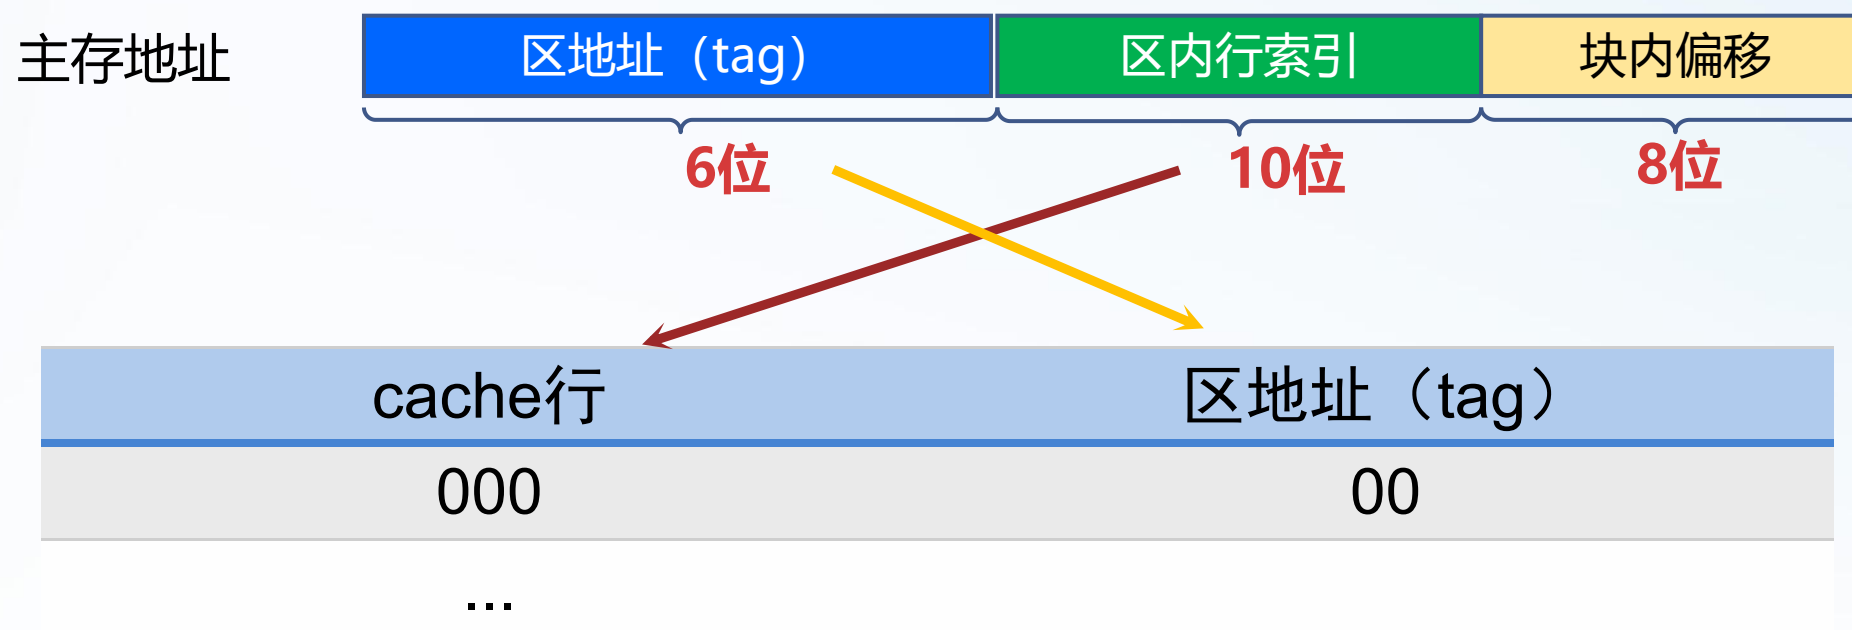 主存地址 区地址（tag） 区内行索引 块内偏移
6位 10位 8位
cache行 区地址（tag）
000 00
...